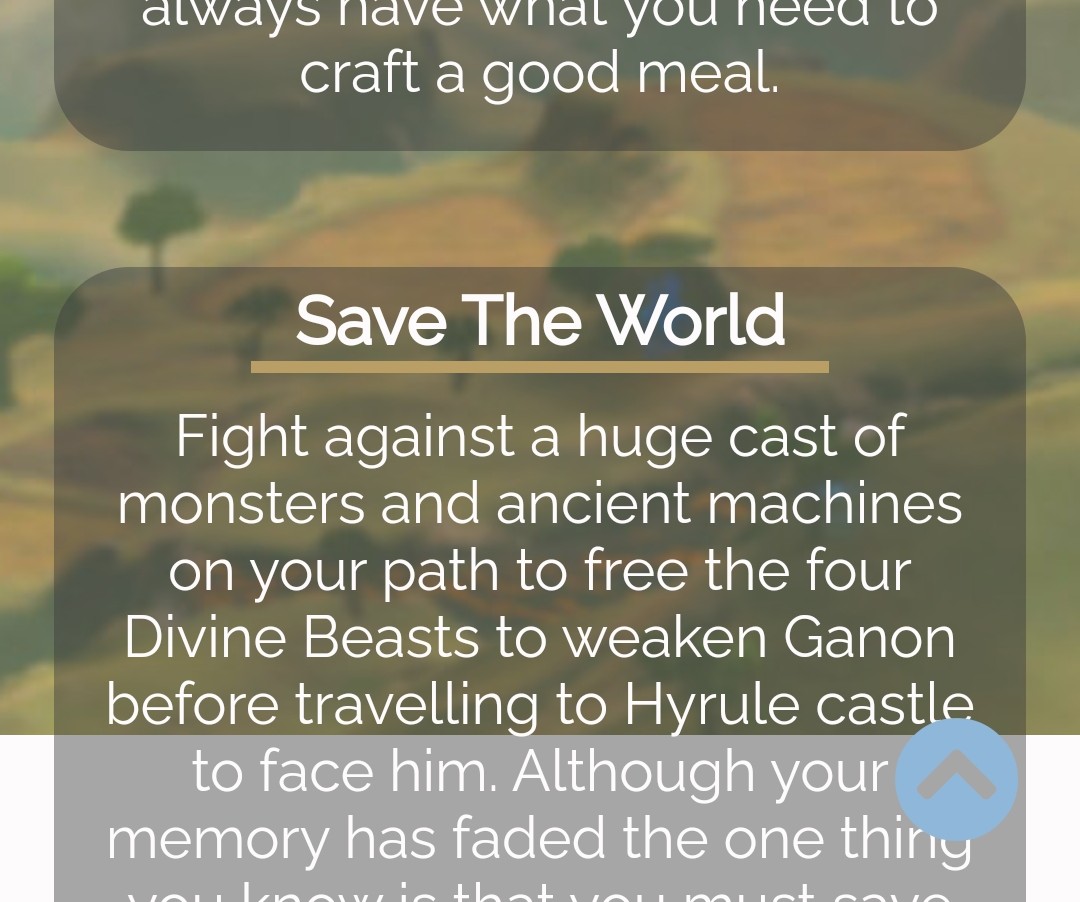 always have what you need to
craft a good meal.
Save The World
Fight against a huge cast of
monsters and ancient machines
on your path to free the four
Divine Beasts to weaken Ganon
before travelling to Hyrule castle
to face him. Although your
memory has faded the one thing
you know is that you must save